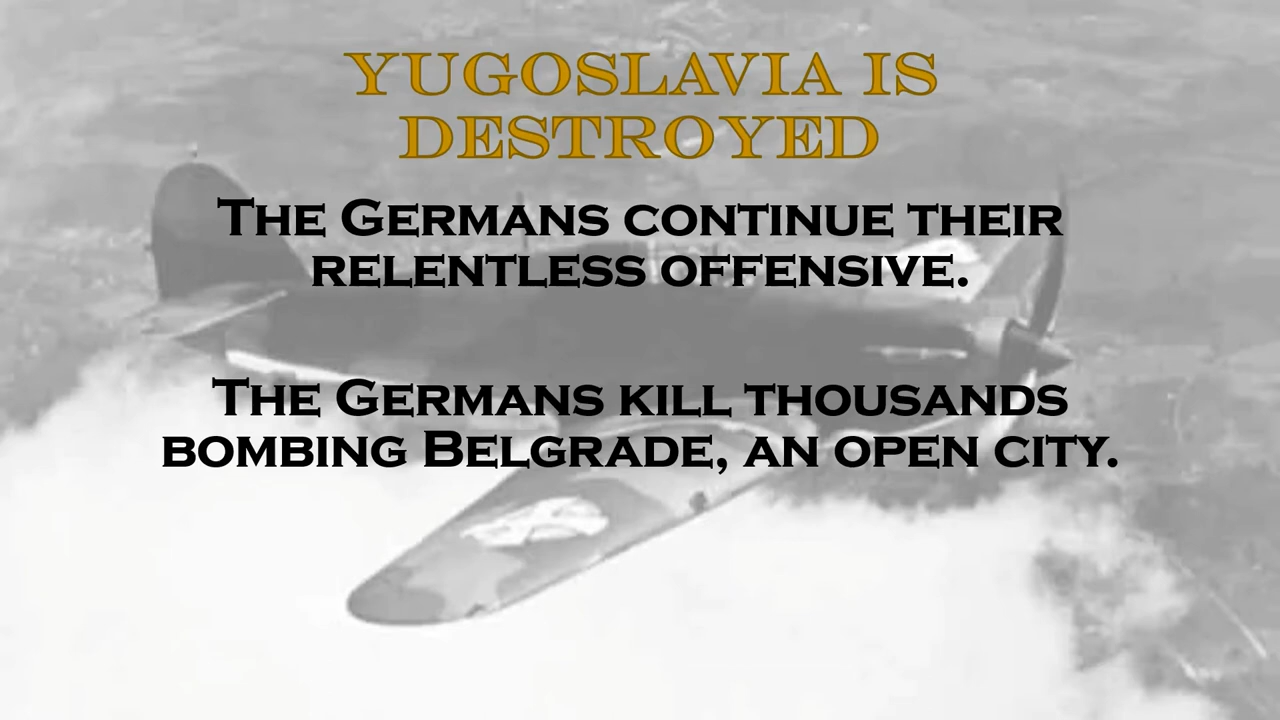 YUGOSLAVIA IS
DESTROYED
The Germans continue their
relentless offensive.
The Germans kill thousands
bombing Belgrade, an open city.